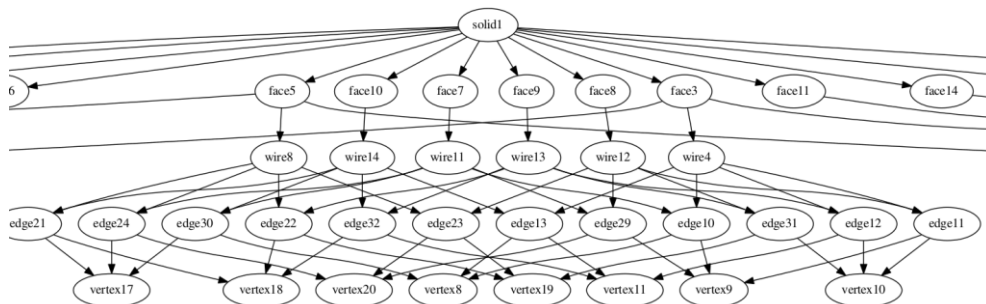 solid1
6 face5 face10 face7 face9 face8 face3 face11 face14
wire8 wire14 wire11 wire13 wire12 wire4
edge21 edge24 edge30 edge22 edge32 edge23 edge13 edge29 edge10 edge31 edge12 edge11
vertex17 vertex18 vertex20 vertex8 vertex19 vertex11 vertex9 vertex10